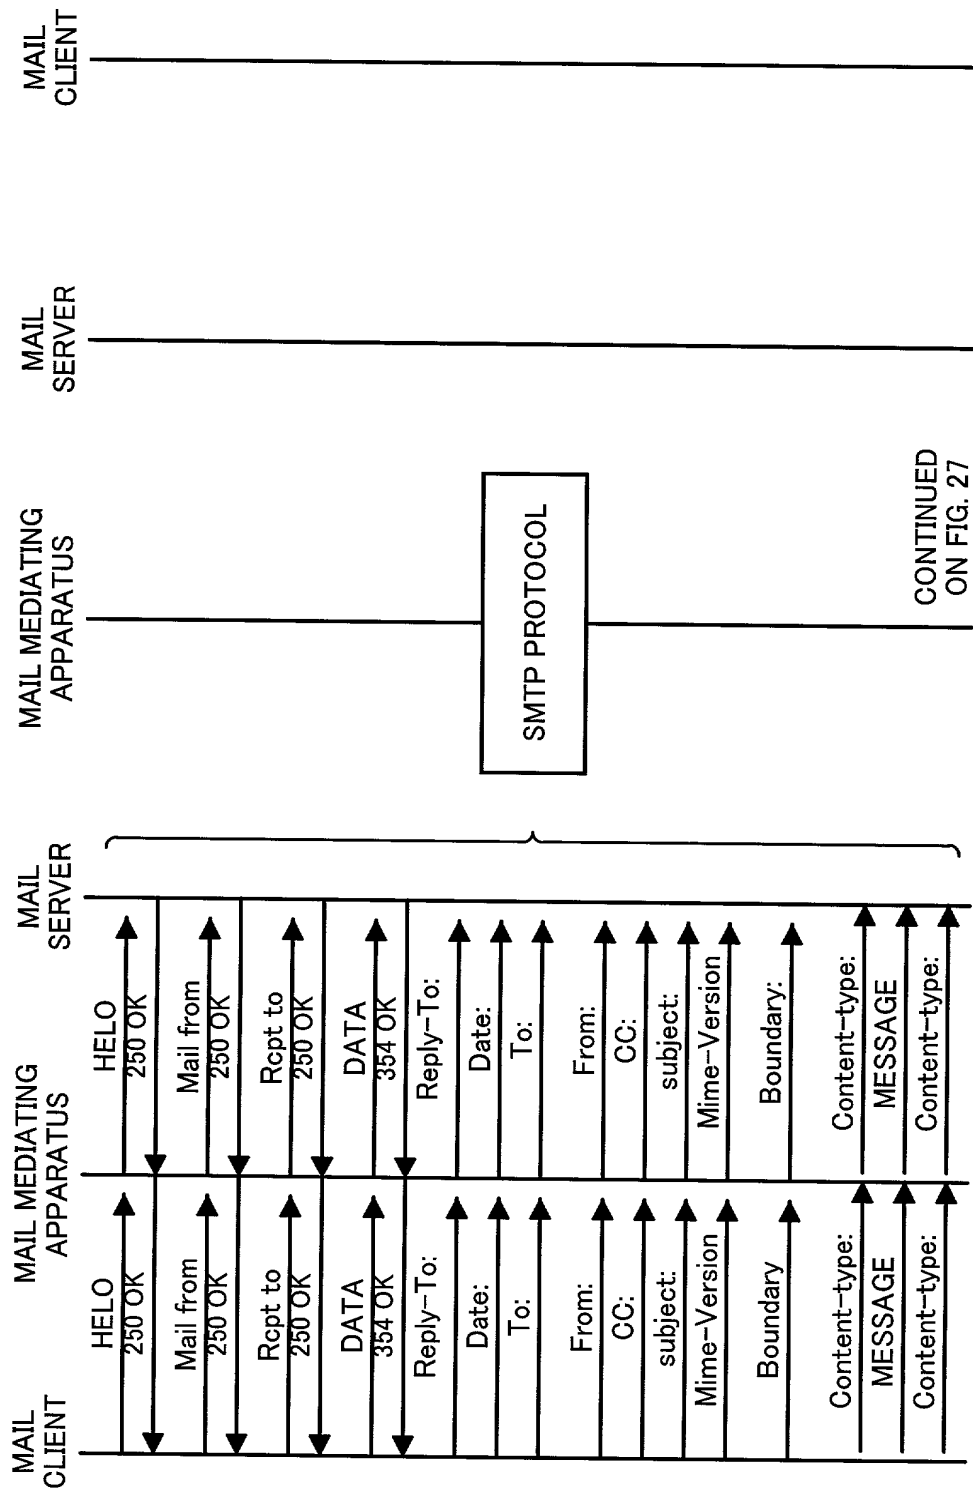 MAIL
CLIENT
MAIL MEDIATING
APPARATUS
MAIL
SERVER
MAIL MEDIATING
APPARATUS
MAIL
SERVER
MAIL
CLIENT
HELO
250 OK
Mail from
250 OK
Rcpt to
250 OK
DATA
354 OK
Reply-To:
Date:
To:
From:
CC:
subject:
Mime-Version
Boundary
Content-type:
MESSAGE
Content-type:
HELO
250 OK
Mail from
250 OK
Rcpt to
250 OK
DATA
354 OK
Reply-To:
Date:
To:
From:
CC:
subject:
Mime-Version
Boundary:
Content-type:
MESSAGE
Content-type:
SMTP PROTOCOL
CONTINUED
ON FIG. 27